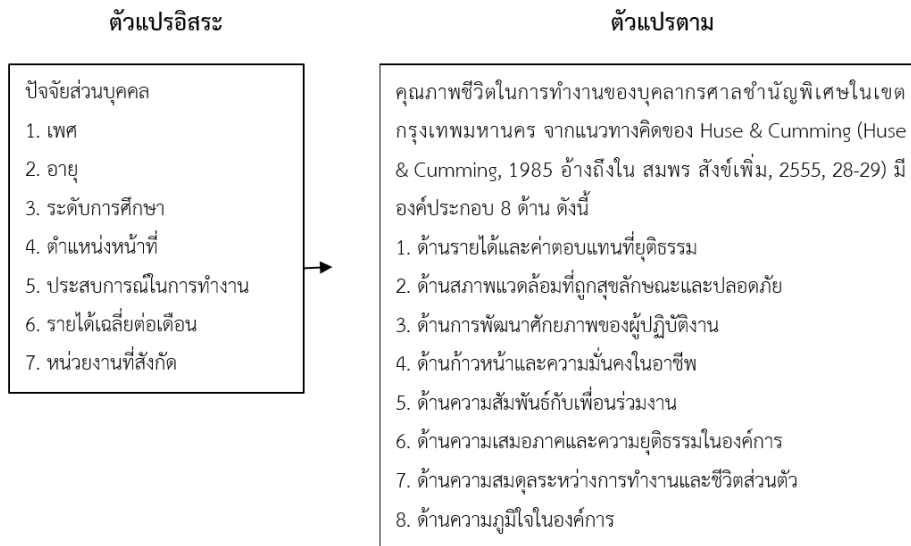 ตัวแปรอิสระ
ปัจจัยส่วนบุคคล
1. เพศ
2. อายุ
3. ระดับการศึกษา
4. ตำแหน่งหน้าที่
5. ประสบการณ์ในการทำงาน
6. รายได้เฉลี่ยต่อเดือน
7. หน่วยงานที่สังกัด
ตัวแปรตาม
คุณภาพชีวิตในการทำงานของบุคลากรศาลชำนัญพิเศษในเขต
กรุงเทพมหานคร จากแนวทางคิดของ Huse & Cumming (Huse
& Cumming, 1985 อ้างถึงใน สมพร สังข์เพิ่ม, 2555, 28-29) มี
องค์ประกอบ 8 ด้าน ดังนี้
1. ด้านรายได้และค่าตอบแทนที่ยุติธรรม
2. ด้านสภาพแวดล้อมที่ถูกสุขลักษณะและปลอดภัย
3. ด้านการพัฒนาศักยภาพของผู้ปฏิบัติงาน
4. ด้านก้าวหน้าและความมั่นคงในอาชีพ
5. ด้านความสัมพันธ์กับเพื่อนร่วมงาน
6. ด้านความเสมอภาคและความยุติธรรมในองค์การ
7. ด้านความสมดุลระหว่างการทำงานและชีวิตส่วนตัว
8. ด้านความภูมิใจในองค์การ